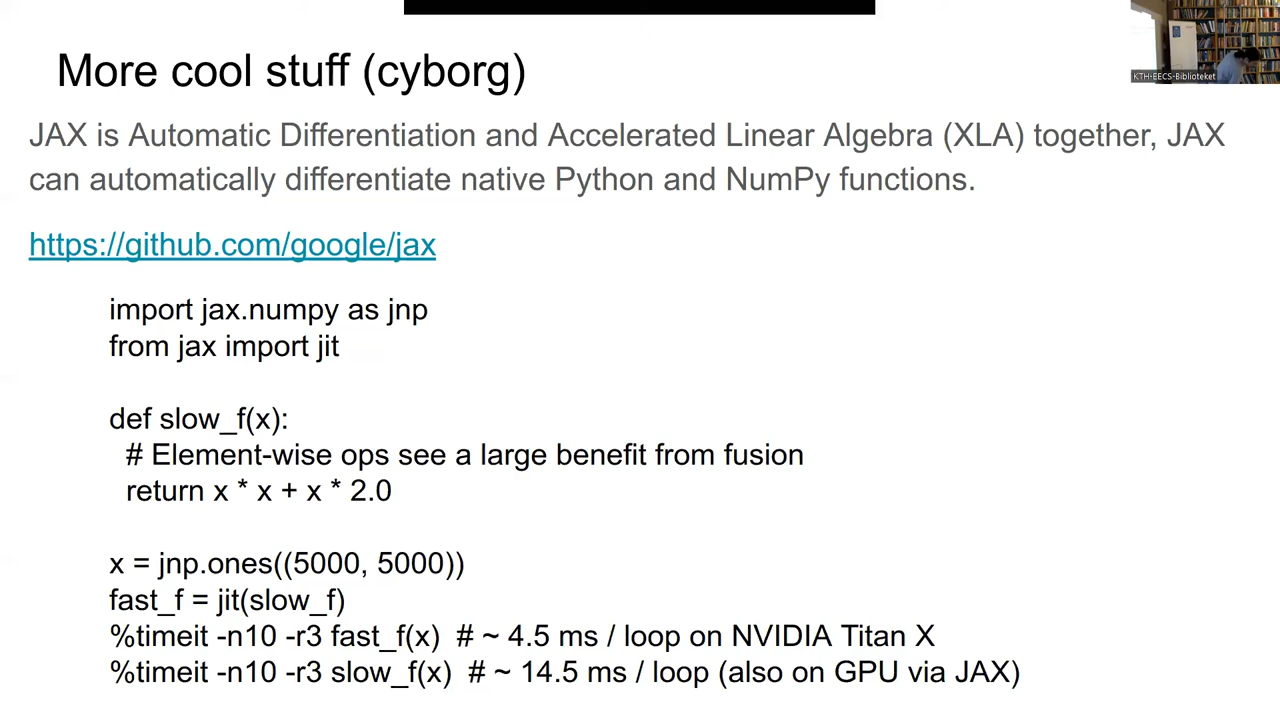 More cool stuff (cyborg)
KTH-EECS-Biblioteket
JAX is Automatic Differentiation and Accelerated Linear Algebra (XLA) together, JAX
can automatically differentiate native Python and NumPy functions.
https://github.com/google/jax
import jax.numpy as jnp
from jax import jit
def slow_f(x):
# Element-wise ops see a large benefit from fusion
return x * x + x * 2.0
x = jnp.ones((5000, 5000))
fast_f = jit(slow_f)
%timeit -n10 -r3 fast_f(x) # ~ 4.5 ms / loop on NVIDIA Titan X
%timeit -n10 -r3 slow_f(x) # ~ 14.5 ms / loop (also on GPU via JAX)